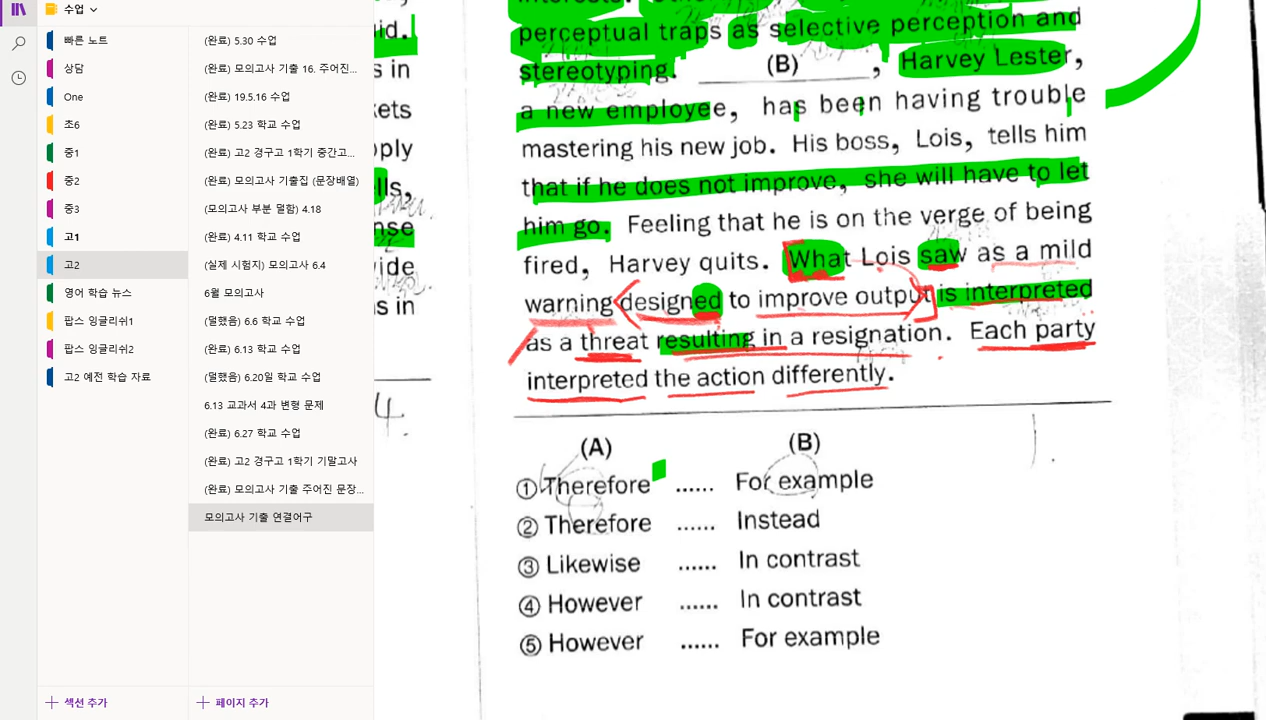 수업
빠른 노트
상담
One
초6
중1
중2
중3
고1
고2
영어 학습 뉴스
팝스 잉글리쉬1
팝스 잉글리쉬2
고2 예전 학습 자료
섹션 추가
(완료) 5.30 수업
(완료) 모의고사 기출 16. 주어진...
(완료) 19.5.16 수업
(완료) 5.23 학교 수업
(완료) 고2 경구고 1학기 중간고...
(완료) 모의고사 기출집 (문장배열)
(모의고사 부분 덜함) 4.18
(완료) 4.11 학교 수업
(실제 시험지) 모의고사 6.4
6월 모의고사
(덜했음) 6.6 학교 수업
(완료) 6.13 학교 수업
(덜했음) 6.20일 학교 수업
6.13 교과서 4과 변형 문제
(완료) 6.27 학교 수업
(완료) 고2 경구고 1학기 기말고사
(완료) 모의고사 기출 주어진 문장...
모의고사 기출 연결어구
페이지 추가
id.
s in
kets
pply
lls,
nse
vide
s in
4.
perceptual traps as selective perception and
stereotyping. (B) , Harvey Lester,
a new employee, has been having trouble
mastering his new job. His boss, Lois, tells him
that if he does not improve, she will have to let
him go. Feeling that he is on the verge of being
fired, Harvey quits. What Lois saw as a mild
warning designed to improve output is interpreted
as a threat resulting in a resignation. Each party
interpreted the action differently.
(A) (B)
① Therefore ...... For example
② Therefore ...... Instead
③ Likewise ...... In contrast
④ However ...... In contrast
⑤ However ...... For example